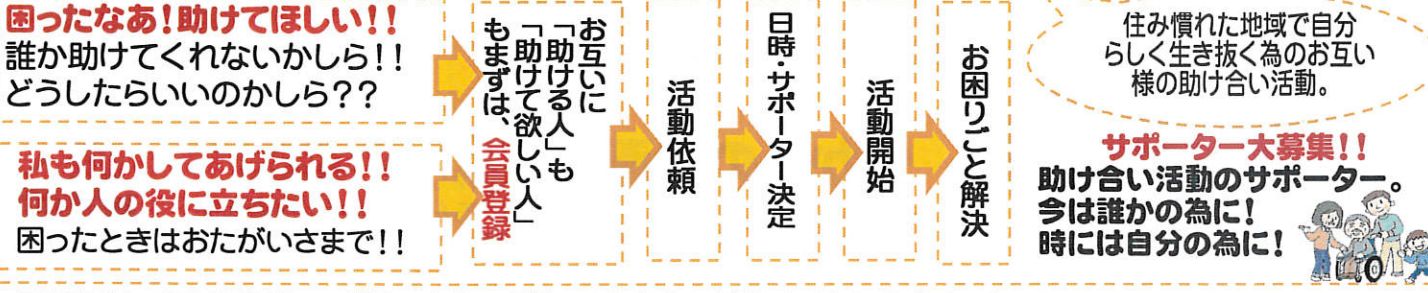 困ったなあ!助けてほしい!!
誰か助けてくれないかしら!!
どうしたらいいのかしら??
私も何かしてあげられる!!
何か人の役に立ちたい!!
困ったときはおたがいさまで!!
お互いに
「助ける人」も
「助けて欲しい人」
もまずは、会員登録
活動依頼
日時・サポーター決定
活動開始
お困りごと解決
住み慣れた地域で自分
らしく生き抜く為のお互い
様の助け合い活動。
サポーター大募集!!
助け合い活動のサポーター。
今は誰かの為に!
時には自分の為に!